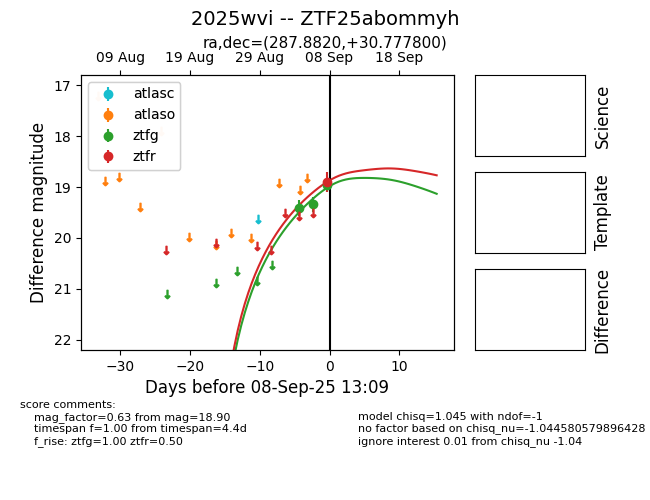 2025wvi -- ZTF25abommyh
ra,dec=(287.8820,+30.777800)
09 Aug 19 Aug 29 Aug 08 Sep 18 Sep
17
18
19
20
21
22
Difference magnitude
atlasc
atlaso
ztfg
ztfr
−30 −20 −10 0 10
Days before 08-Sep-25 13:09
Science
Template
Difference
score comments:
mag_factor=0.63 from mag=18.90
timespan f=1.00 from timespan=4.4d
f_rise: ztfg=1.00 ztfr=0.50
model chisq=1.045 with ndof=-1
no factor based on chisq_nu=-1.044580579896428
ignore interest 0.01 from chisq_nu -1.04